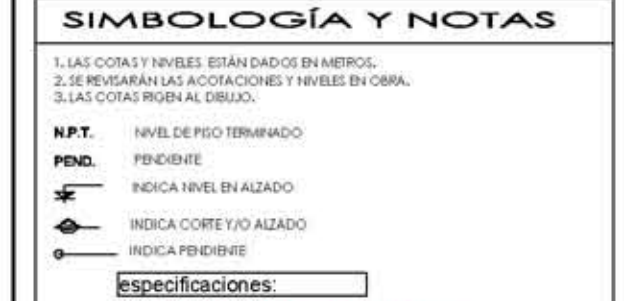 SIMBOLOGÍA Y NOTAS
1. LAS COTAS Y NIVELES ESTÁN DADOS EN METROS.
2. SE REVISARÁN LAS ACOTACIONES Y NIVELES EN OBRA.
3. LAS COTAS RIGEN AL DIBUJO.
N.P.T. NIVEL DE PISO TERMINADO
PEND. PENDIENTE
INDICA NIVEL EN ALZADO
INDICA CORTE Y/O ALZADO
INDICA PENDIENTE
especificaciones: